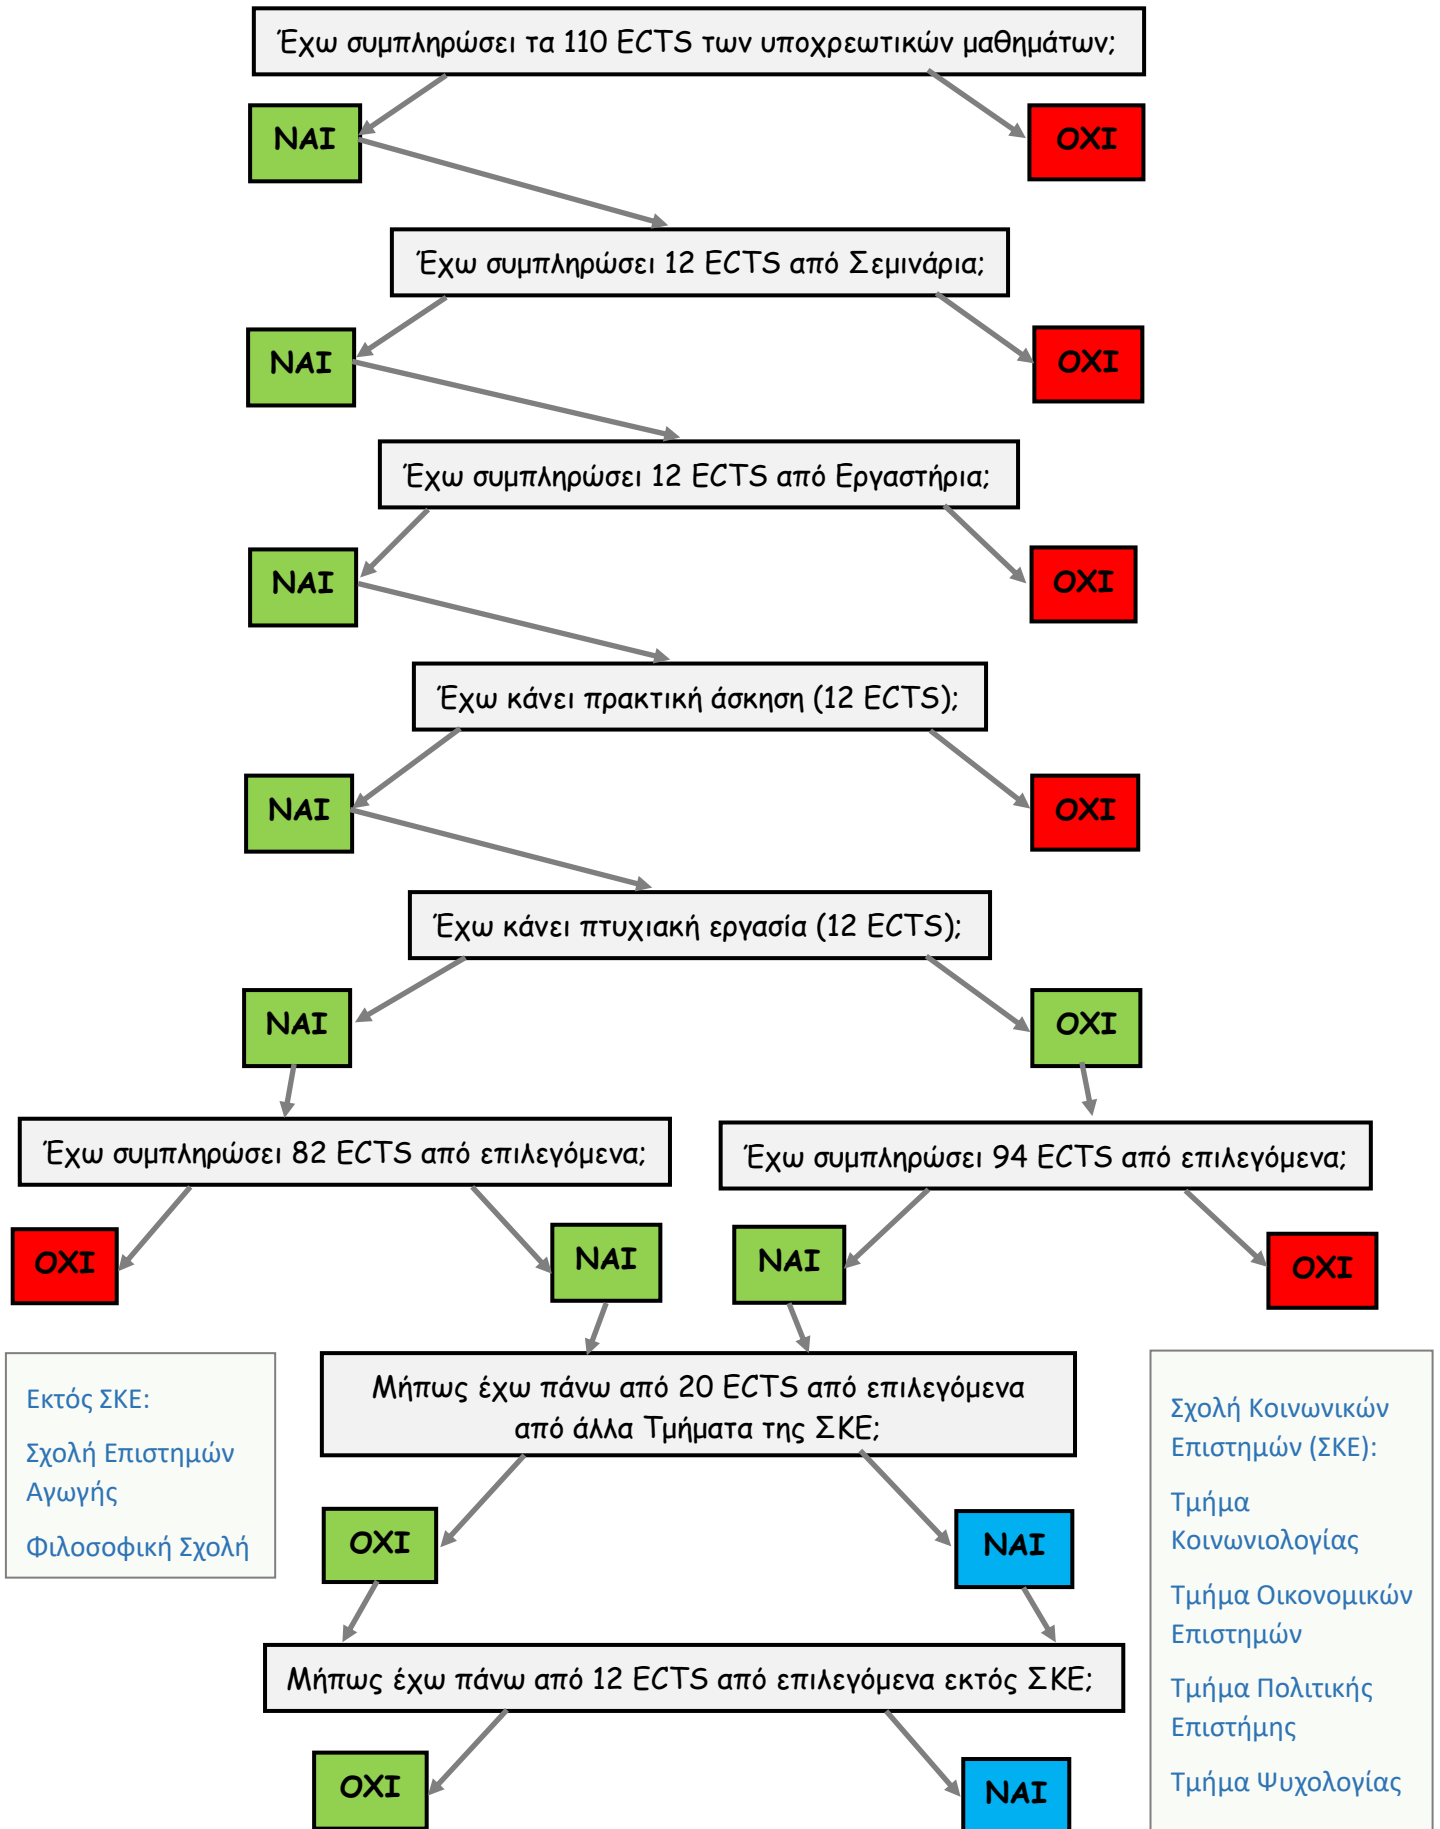 Έχω συμπληρώσει τα 110 ECTS των υποχρεωτικών μαθημάτων;
ΝΑΙ
ΟΧΙ
Έχω συμπληρώσει 12 ECTS από Σεμινάρια;
ΝΑΙ
ΟΧΙ
Έχω συμπληρώσει 12 ECTS από Εργαστήρια;
ΝΑΙ
ΟΧΙ
Έχω κάνει πρακτική άσκηση (12 ECTS);
ΝΑΙ
ΟΧΙ
Έχω κάνει πτυχιακή εργασία (12 ECTS);
ΝΑΙ
ΟΧΙ
Έχω συμπληρώσει 82 ECTS από επιλεγόμενα;
Έχω συμπληρώσει 94 ECTS από επιλεγόμενα;
ΟΧΙ
ΝΑΙ
ΝΑΙ
ΟΧΙ
Εκτός ΣΚΕ:
Σχολή Επιστημών
Αγωγής
Φιλοσοφική Σχολή
Μήπως έχω πάνω από 20 ECTS από επιλεγόμενα
από άλλα Τμήματα της ΣΚΕ;
Σχολή Κοινωνικών
Επιστημών (ΣΚΕ):
Τμήμα
Κοινωνιολογίας
Τμήμα Οικονομικών
Επιστημών
Τμήμα Πολιτικής
Επιστήμης
Τμήμα Ψυχολογίας
ΟΧΙ
ΝΑΙ
Μήπως έχω πάνω από 12 ECTS από επιλεγόμενα εκτός ΣΚΕ;
ΟΧΙ
ΝΑΙ